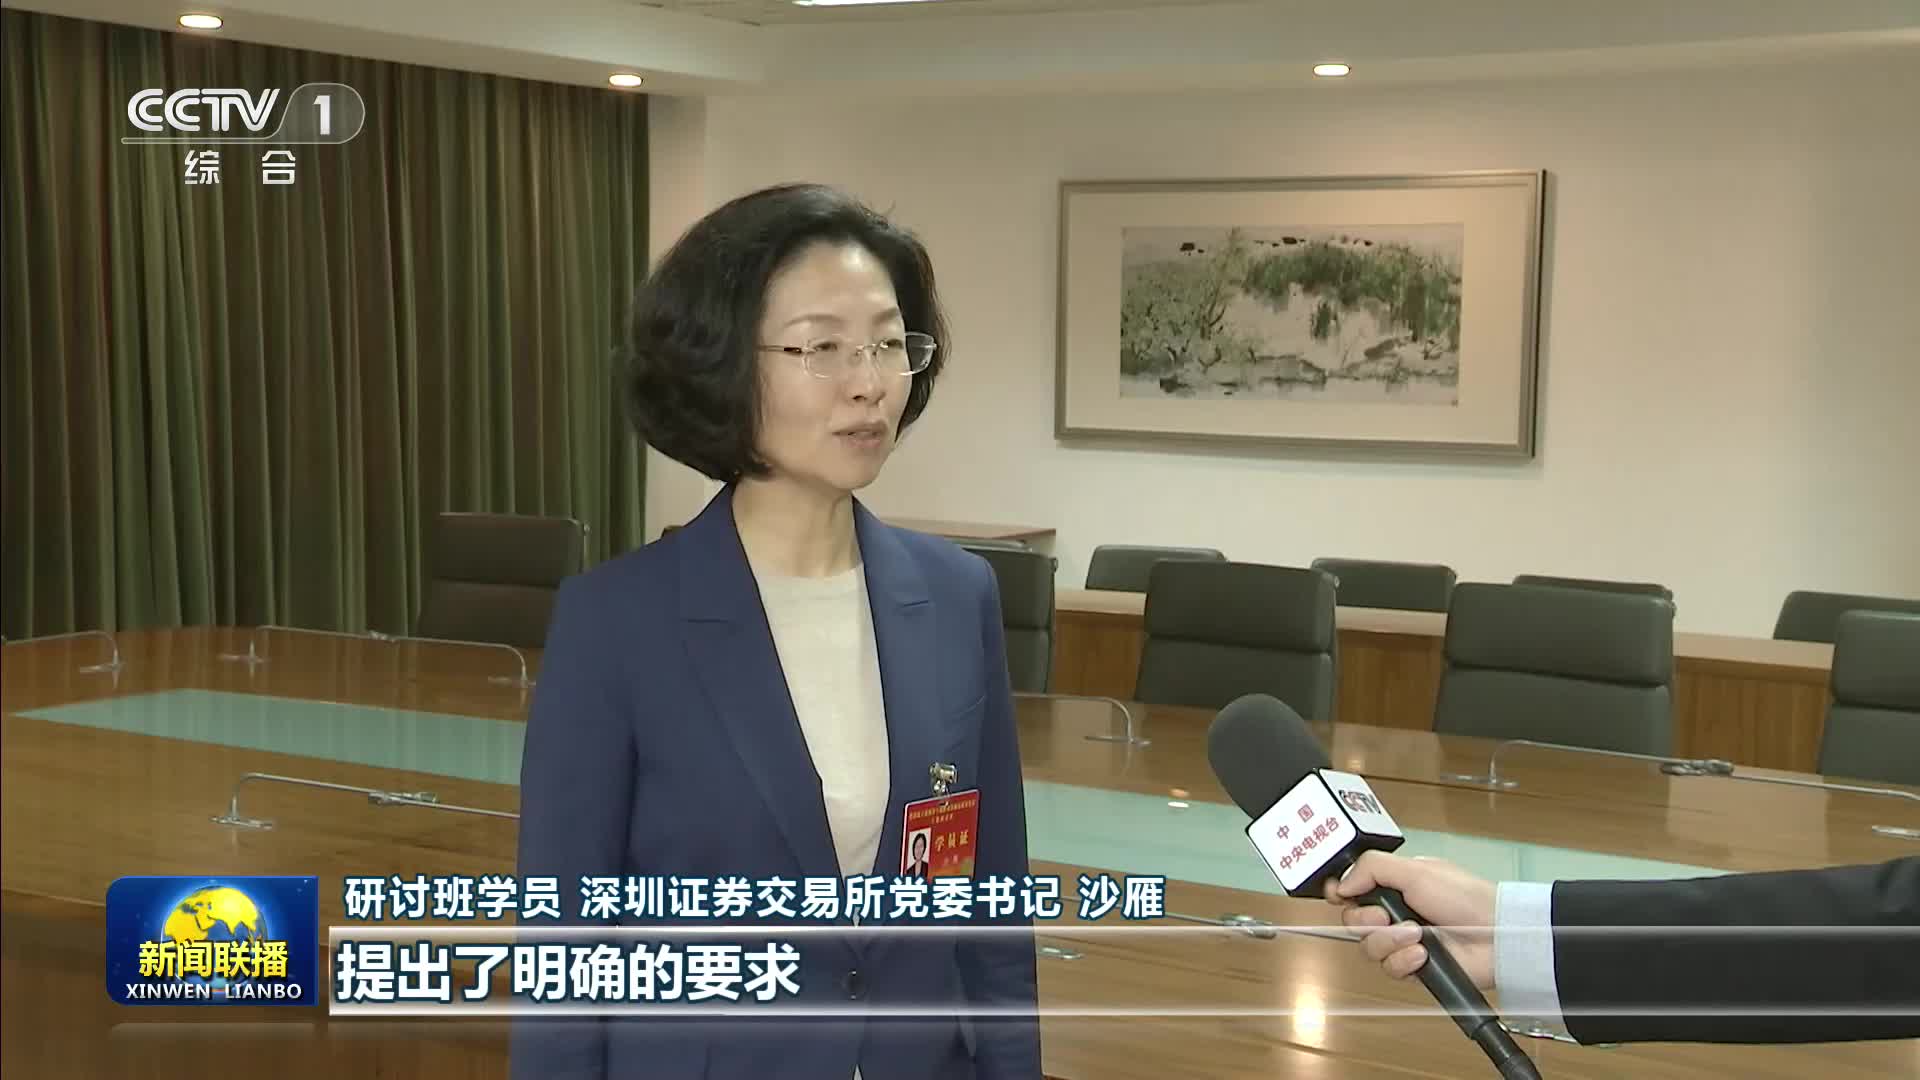 CCTV 1
综合
学员证
中国
中央电视台
CCTV
研讨班学员 深圳证券交易所党委书记 沙雁
新闻联播
XINWEN LIANBO
提出了明确的要求